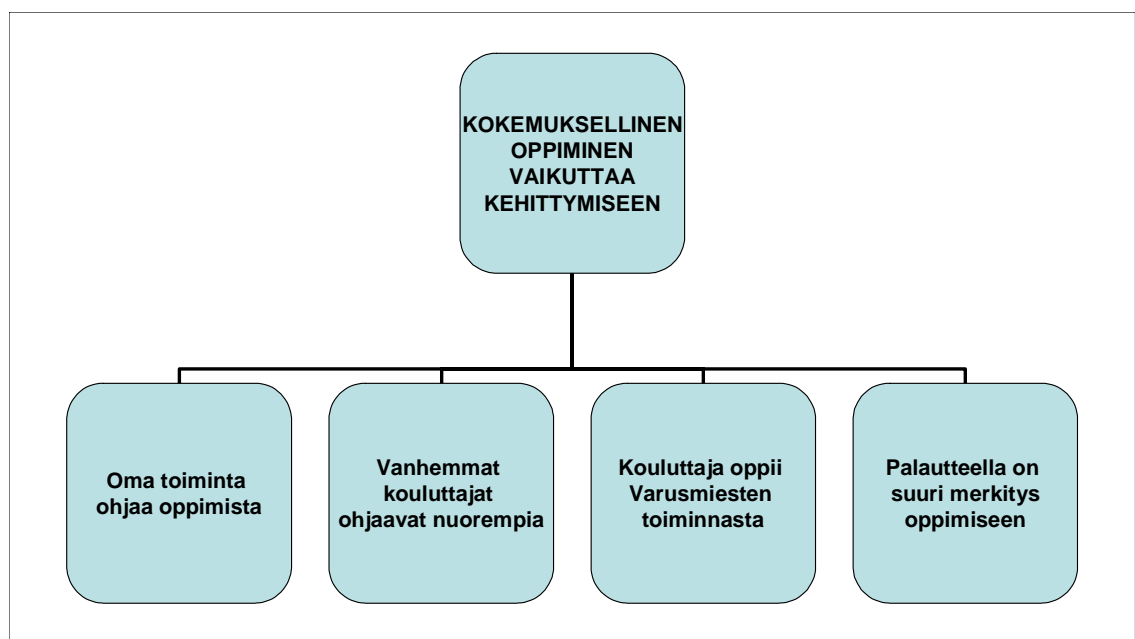 KOKEMUKSELLINEN
OPPIMINEN
VAIKUTTAA
KEHITTYMISEEN
Oma toiminta
ohjaa oppimista
Vanhemmat
kouluttajat
ohjaavat nuorempia
Kouluttaja oppii
Varusmiesten
toiminnasta
Palautteella on
suuri merkitys
oppimiseen